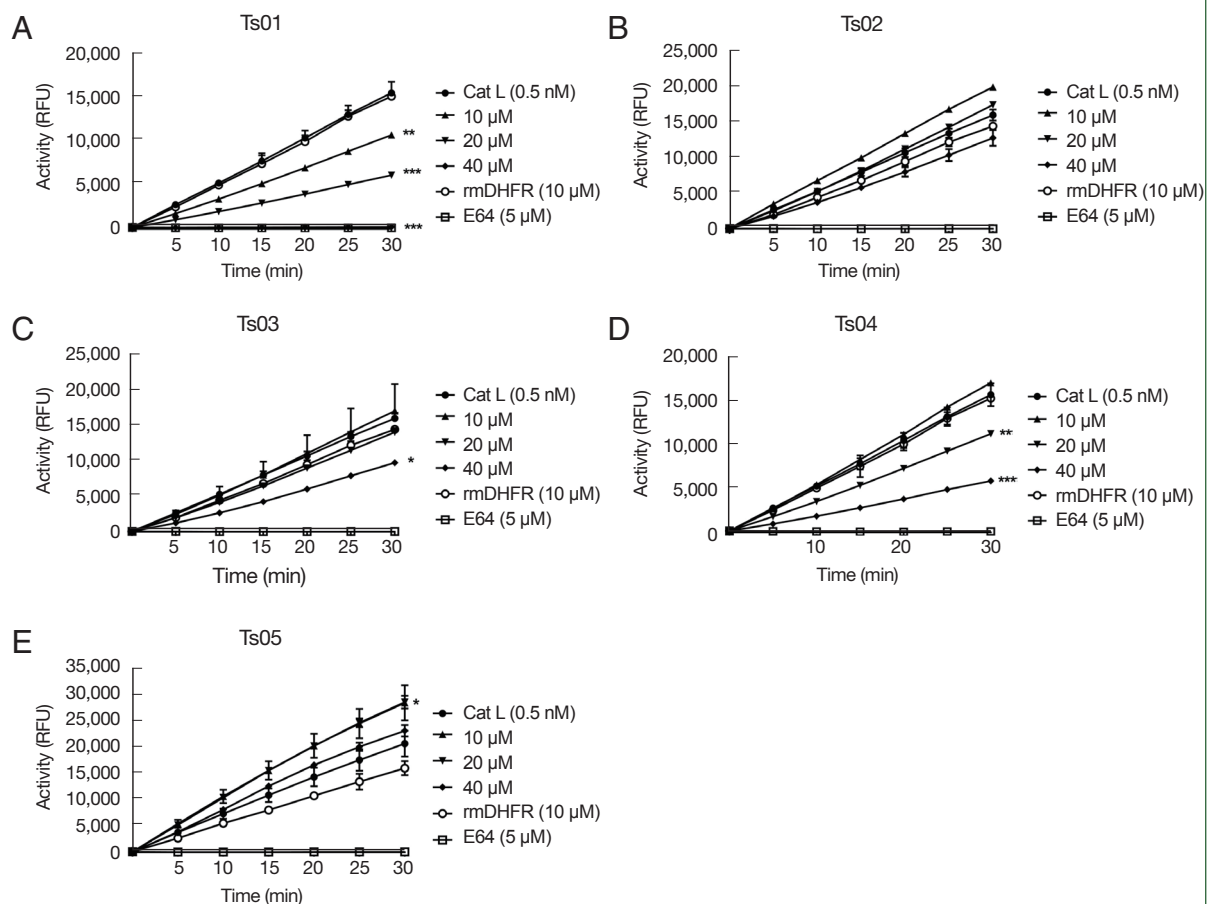 A
Ts01
20,000
15,000
10,000
5,000
0
Activity (RFU)
5 10 15 20 25 30
Time (min)
**
***
***
Cat L (0.5 nM)
10 µM
20 µM
40 µM
rmDHFR (10 µM)
E64 (5 µM)
B
Ts02
25,000
20,000
15,000
10,000
5,000
0
Activity (RFU)
5 10 15 20 25 30
Time (min)
Cat L (0.5 nM)
10 µM
20 µM
40 µM
rmDHFR (10 µM)
E64 (5 µM)
C
Ts03
25,000
20,000
15,000
10,000
5,000
0
Activity (RFU)
5 10 15 20 25 30
Time (min)
*
Cat L (0.5 nM)
10 µM
20 µM
40 µM
rmDHFR (10 µM)
E64 (5 µM)
D
Ts04
20,000
15,000
10,000
5,000
0
Activity (RFU)
10 20 30
Time (min)
**
***
Cat L (0.5 nM)
10 µM
20 µM
40 µM
rmDHFR (10 µM)
E64 (5 µM)
E
Ts05
35,000
30,000
25,000
20,000
15,000
10,000
5,000
0
Activity (RFU)
5 10 15 20 25 30
Time (min)
*
Cat L (0.5 nM)
10 µM
20 µM
40 µM
rmDHFR (10 µM)
E64 (5 µM)